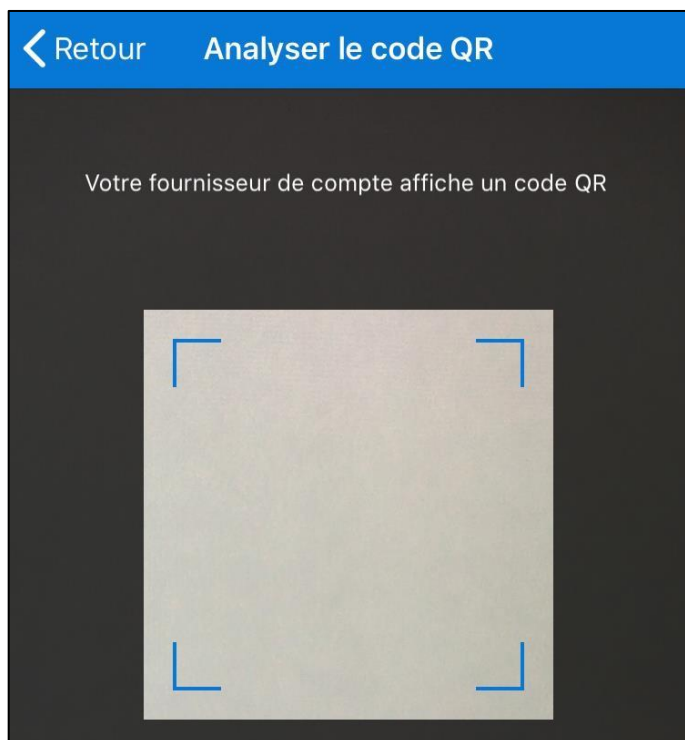 Retour Analyser le code QR
Votre fournisseur de compte affiche un code QR